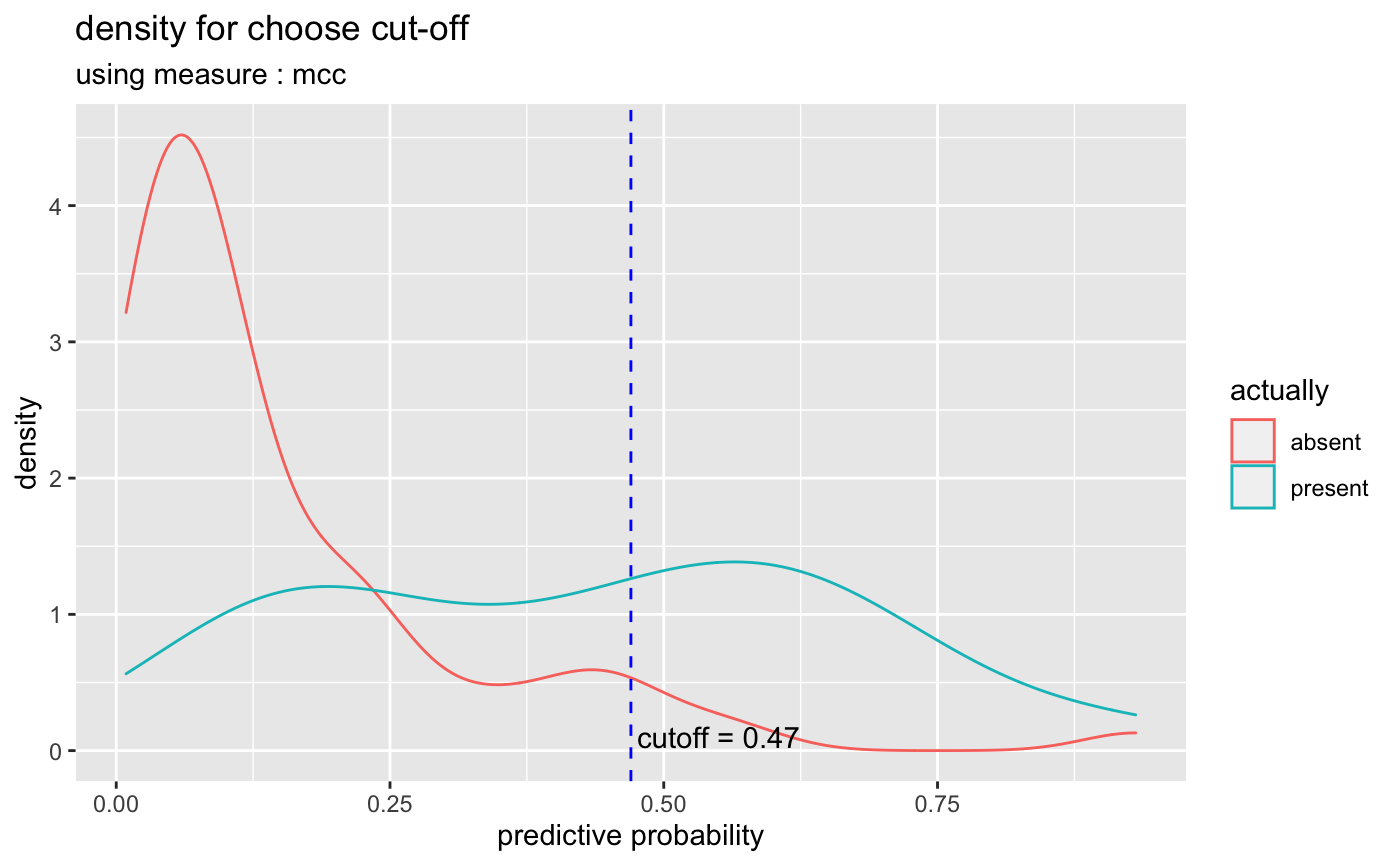 density for choose cut-off
using measure : mcc
density
4
3
2
1
0
cutoff = 0.47
0.00
0.25
0.50
0.75
predictive probability
actually
absent
present